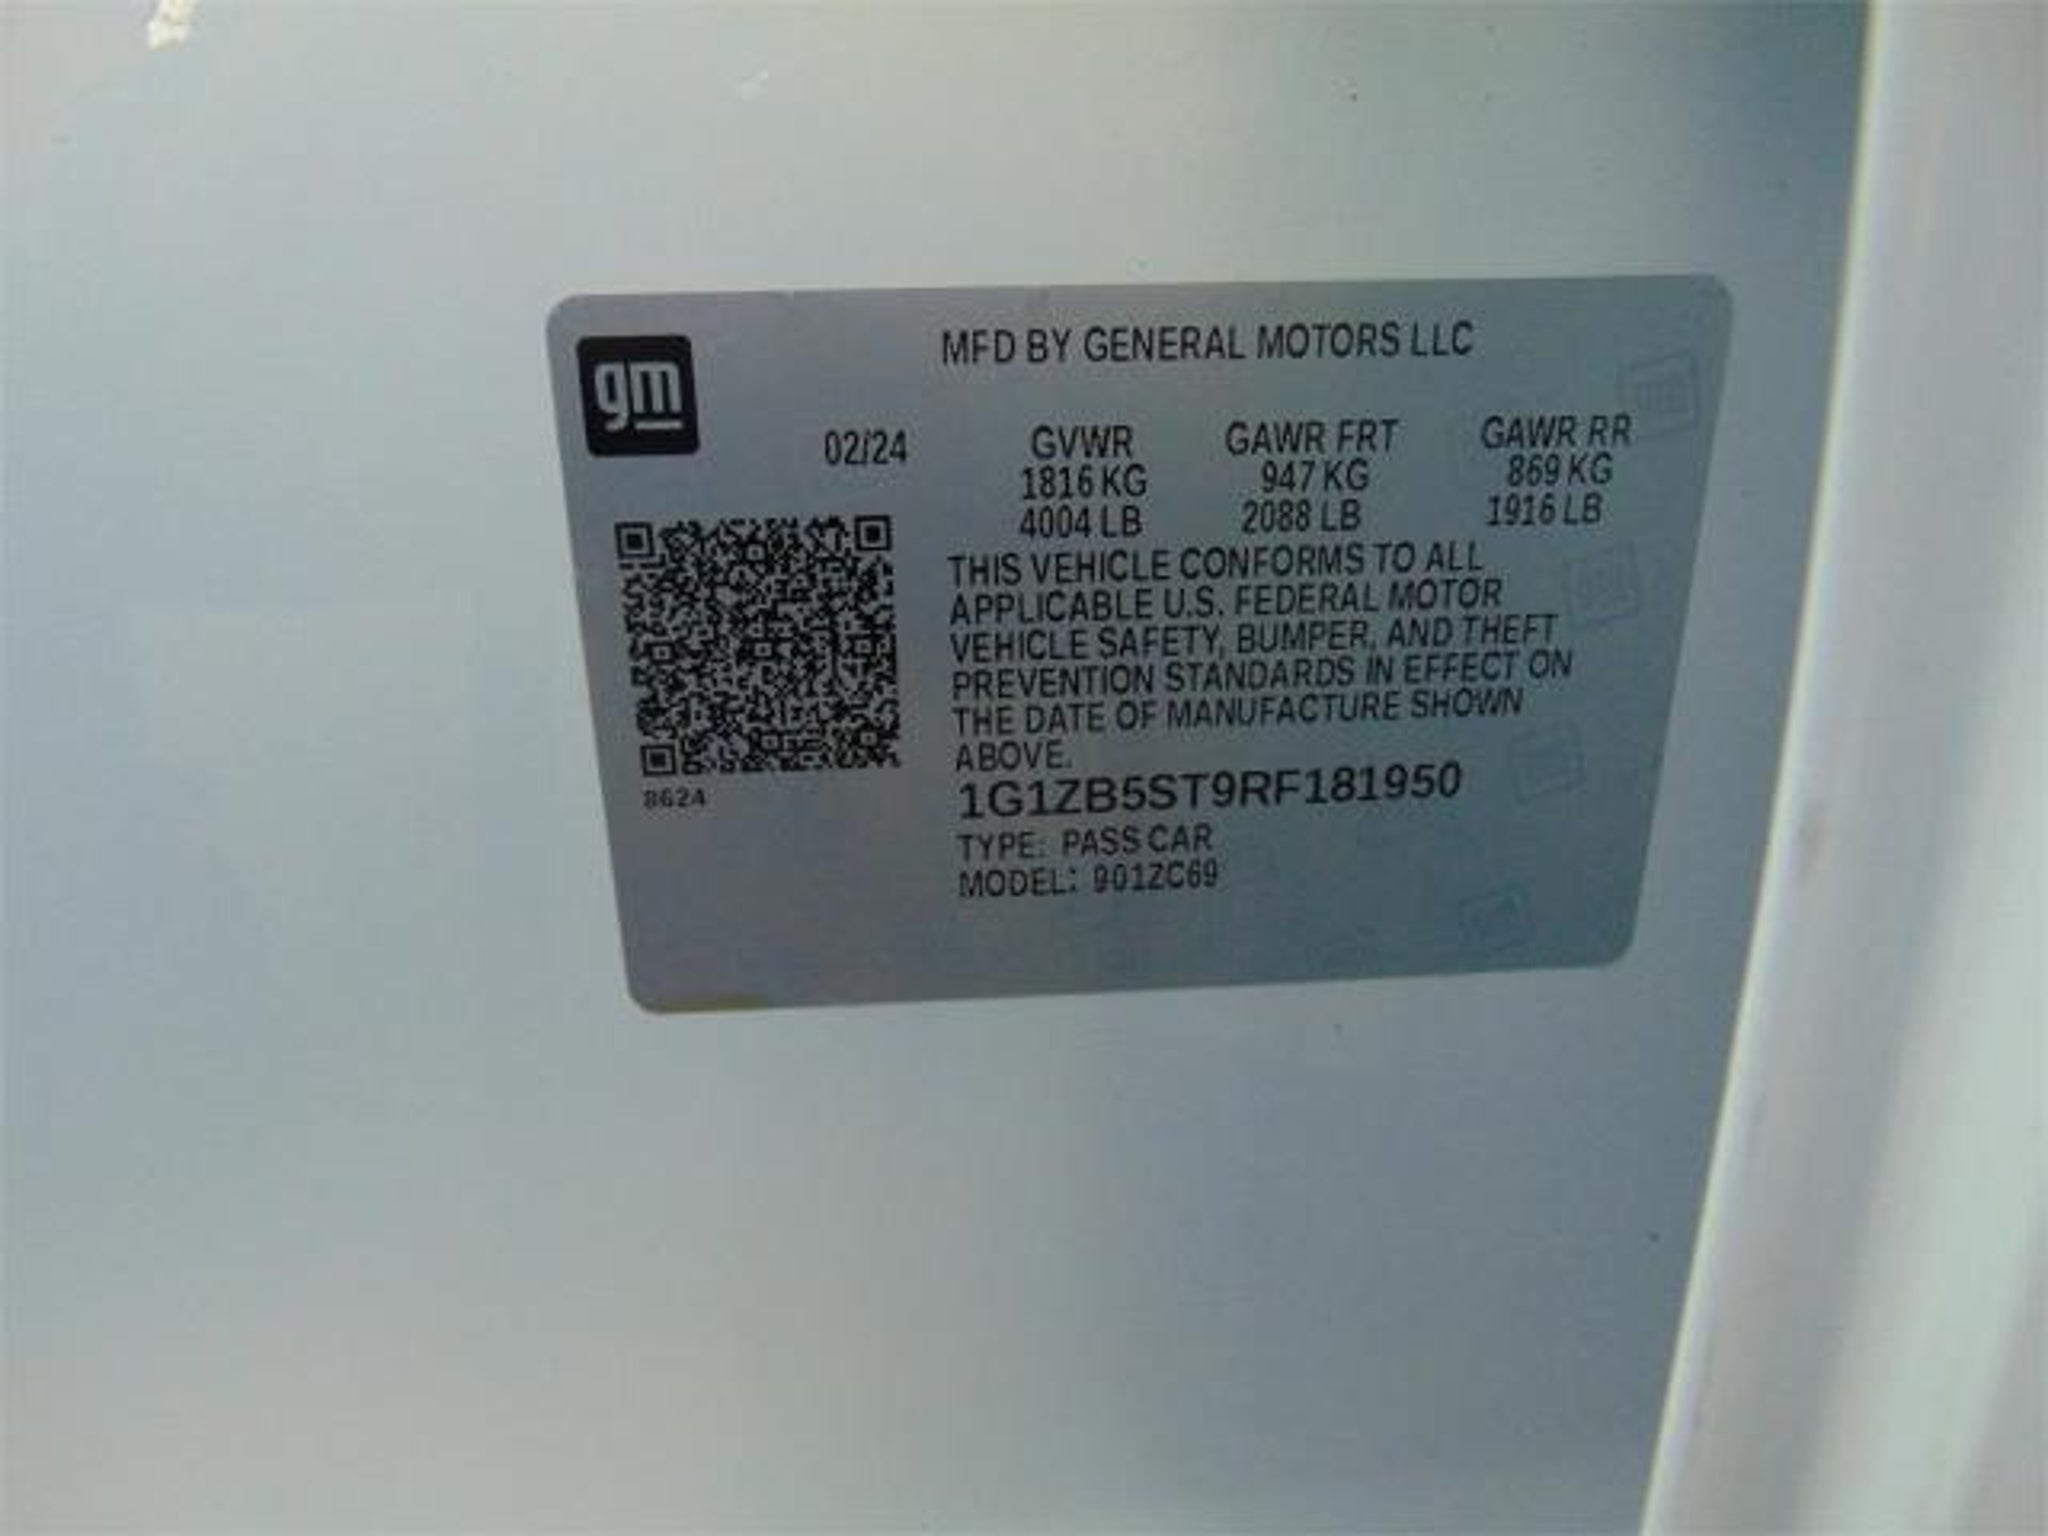 gm
MFD BY GENERAL MOTORS LLC
02/24 GVWR GAWR FRT GAWR RR
1816 KG 947 KG 869 KG
4004 LB 2088 LB 1916 LB
THIS VEHICLE CONFORMS TO ALL
APPLICABLE U.S. FEDERAL MOTOR
VEHICLE SAFETY, BUMPER, AND THEFT
PREVENTION STANDARDS IN EFFECT ON
THE DATE OF MANUFACTURE SHOWN
ABOVE.
8624
1G1ZB5ST9RF181950
TYPE: PASS CAR
MODEL: 901ZC69